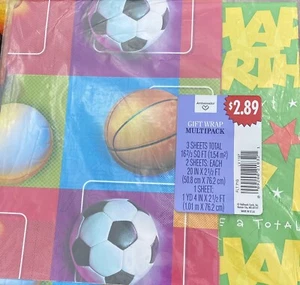 $2.89
GIFT WRAP
MULTIPACK
3 SHEETS TOTAL
16⅔ SQ FT (1.54 m²)
2 SHEETS: EACH
20 IN X 2½ FT
(50.8 cm X 76.2 cm)
1 SHEET:
1 YD 4 IN X 2½ FT
(1.01 m X 76.2 cm)
a TOTAL